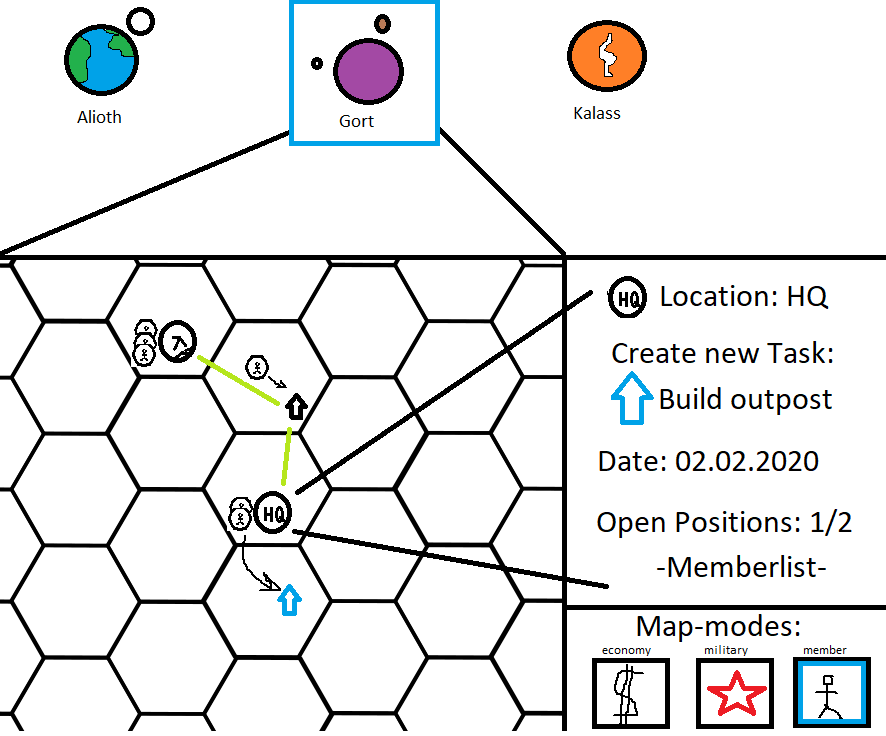 Alioth
Gort
Kalass
HQ Location: HQ
Create new Task:
Build outpost
Date: 02.02.2020
Open Positions: 1/2
-Memberlist-
HQ
Map-modes:
economy military member